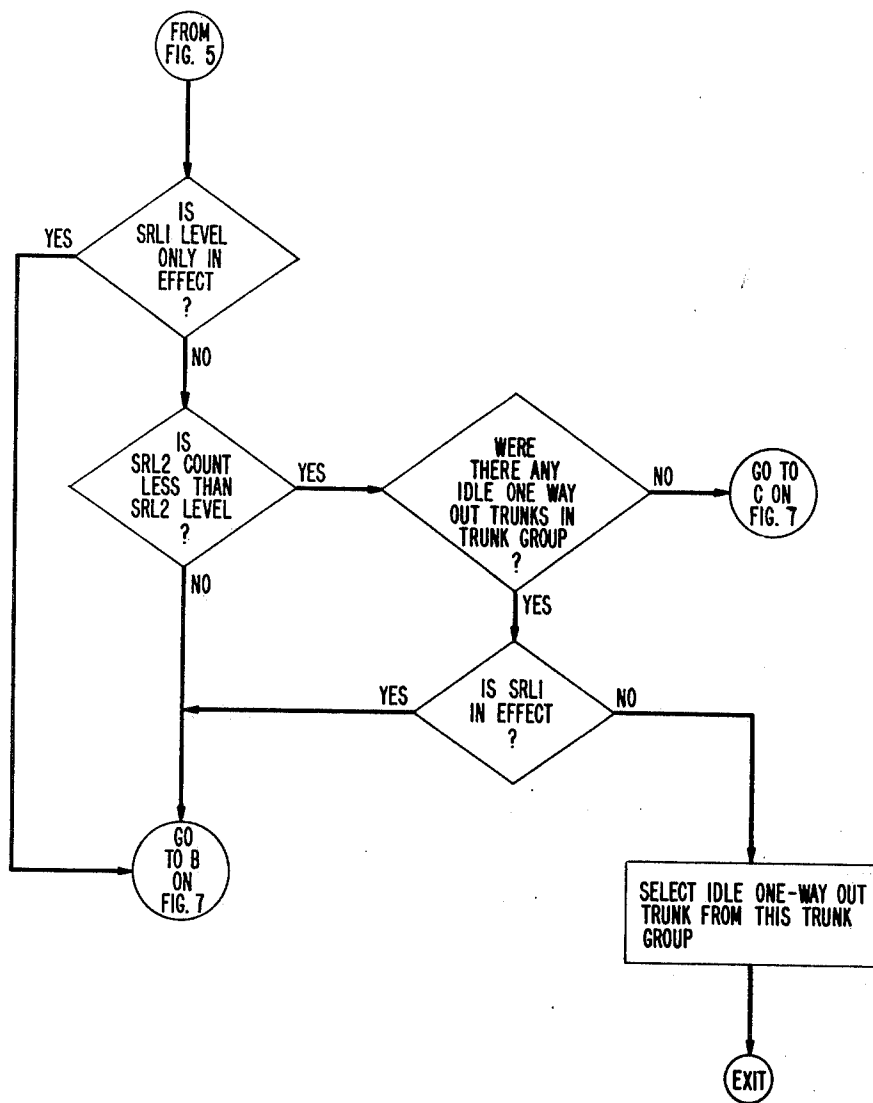 FROM
FIG. 5
IS
SRL1 LEVEL
ONLY IN
EFFECT
?
YES
NO
IS
SRL2 COUNT
LESS THAN
SRL2 LEVEL
?
YES
NO
WERE
THERE ANY
IDLE ONE WAY
OUT TRUNKS IN
TRUNK GROUP
?
NO
YES
GO TO
C ON
FIG. 7
IS SRL1
IN EFFECT
?
YES
NO
GO
TO B
ON
FIG. 7
SELECT IDLE ONE-WAY OUT
TRUNK FROM THIS TRUNK
GROUP
EXIT